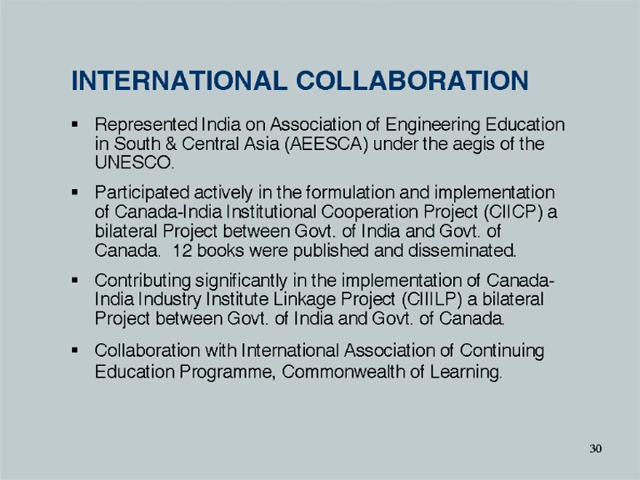 INTERNATIONAL COLLABORATION
▪ Represented India on Association of Engineering Education
in South & Central Asia (AEESCA) under the aegis of the
UNESCO.
▪ Participated actively in the formulation and implementation
of Canada-India Institutional Cooperation Project (CIICP) a
bilateral Project between Govt. of India and Govt. of
Canada. 12 books were published and disseminated.
▪ Contributing significantly in the implementation of Canada-
India Industry Institute Linkage Project (CIIILP) a bilateral
Project between Govt. of India and Govt. of Canada.
▪ Collaboration with International Association of Continuing
Education Programme, Commonwealth of Learning.
30